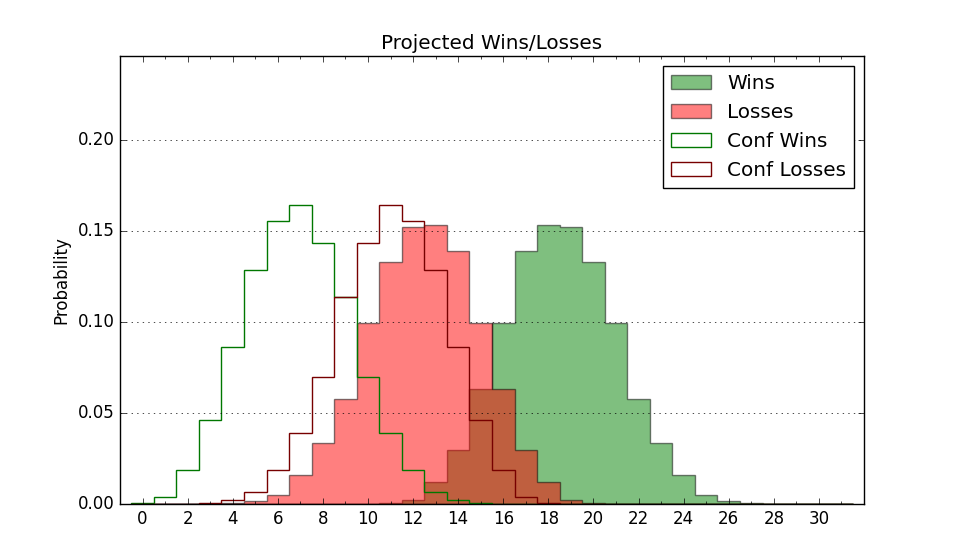 Projected Wins/Losses
Wins
Losses
Conf Wins
Conf Losses
Probability
0.20
0.15
0.10
0.05
0.00
0 2 4 6 8 10 12 14 16 18 20 22 24 26 28 30